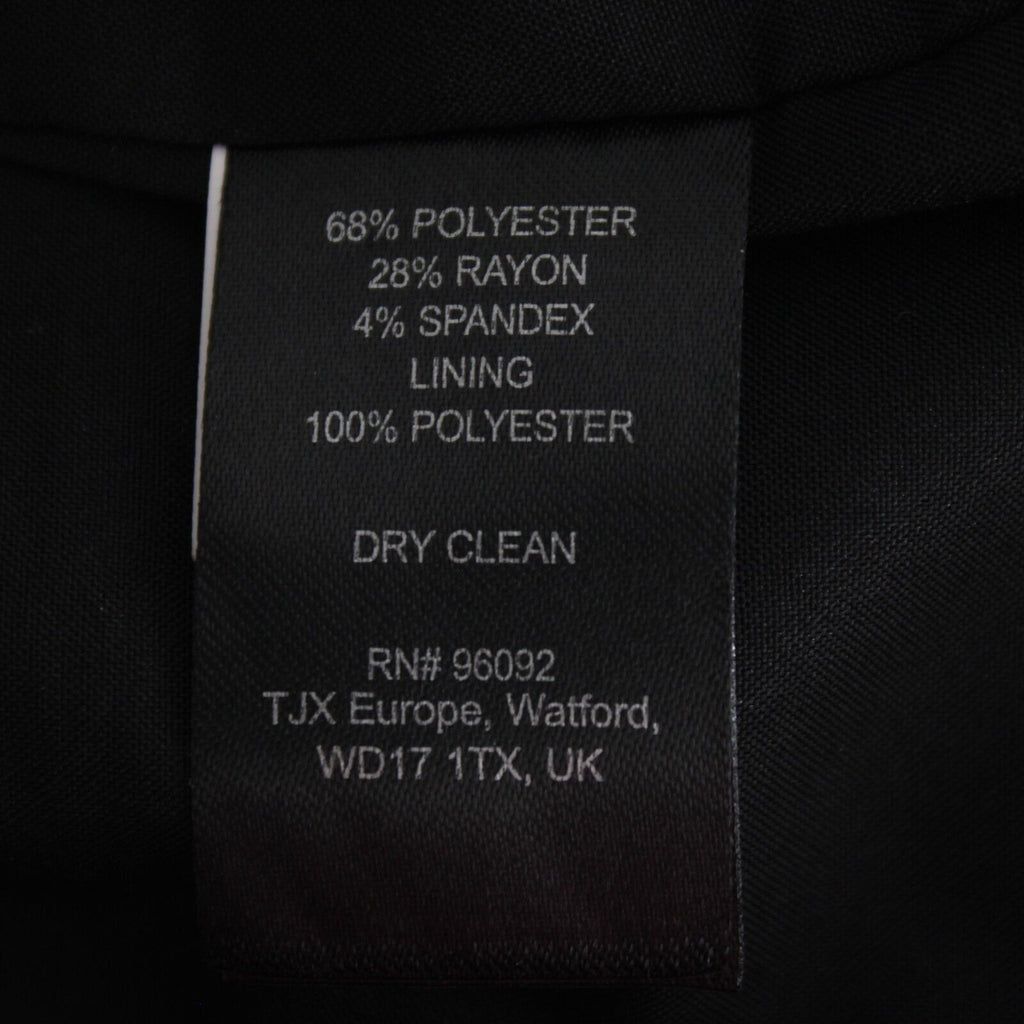 68% POLYESTER
28% RAYON
4% SPANDEX
LINING
100% POLYESTER
DRY CLEAN
RN# 96092
TJX Europe, Watford,
WD17 1TX, UK